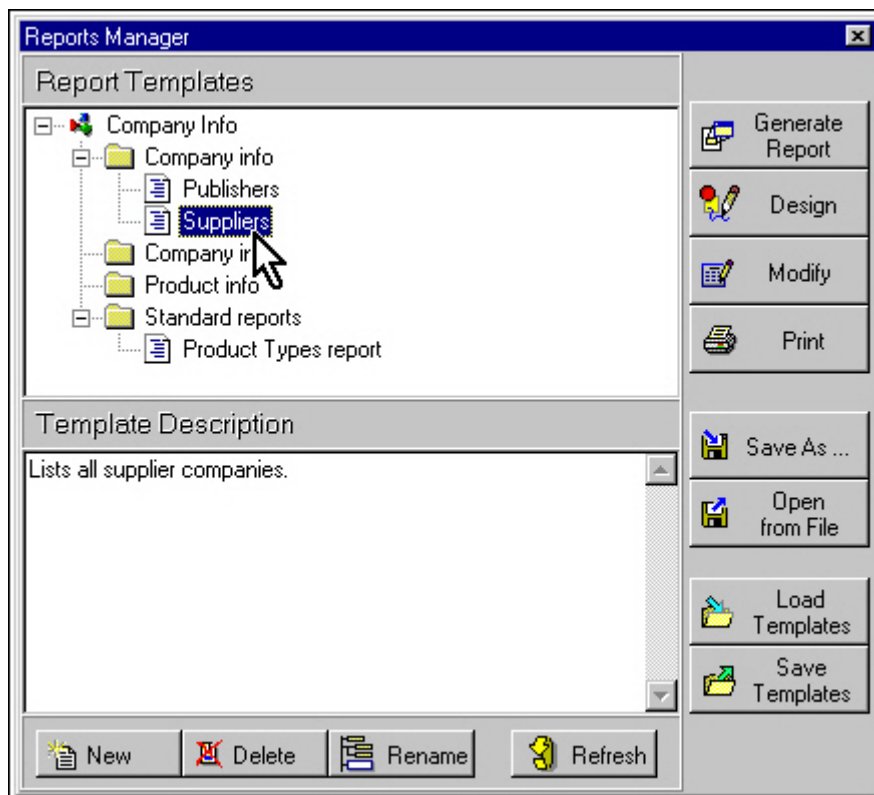 Reports Manager
Report Templates
Company Info
Company info
Publishers
Suppliers
Company in
Product info
Standard reports
Product Types report
Template Description
Lists all supplier companies.
New
Delete
Rename
Refresh
Generate
Report
Design
Modify
Print
Save As ...
Open
from File
Load
Templates
Save
Templates